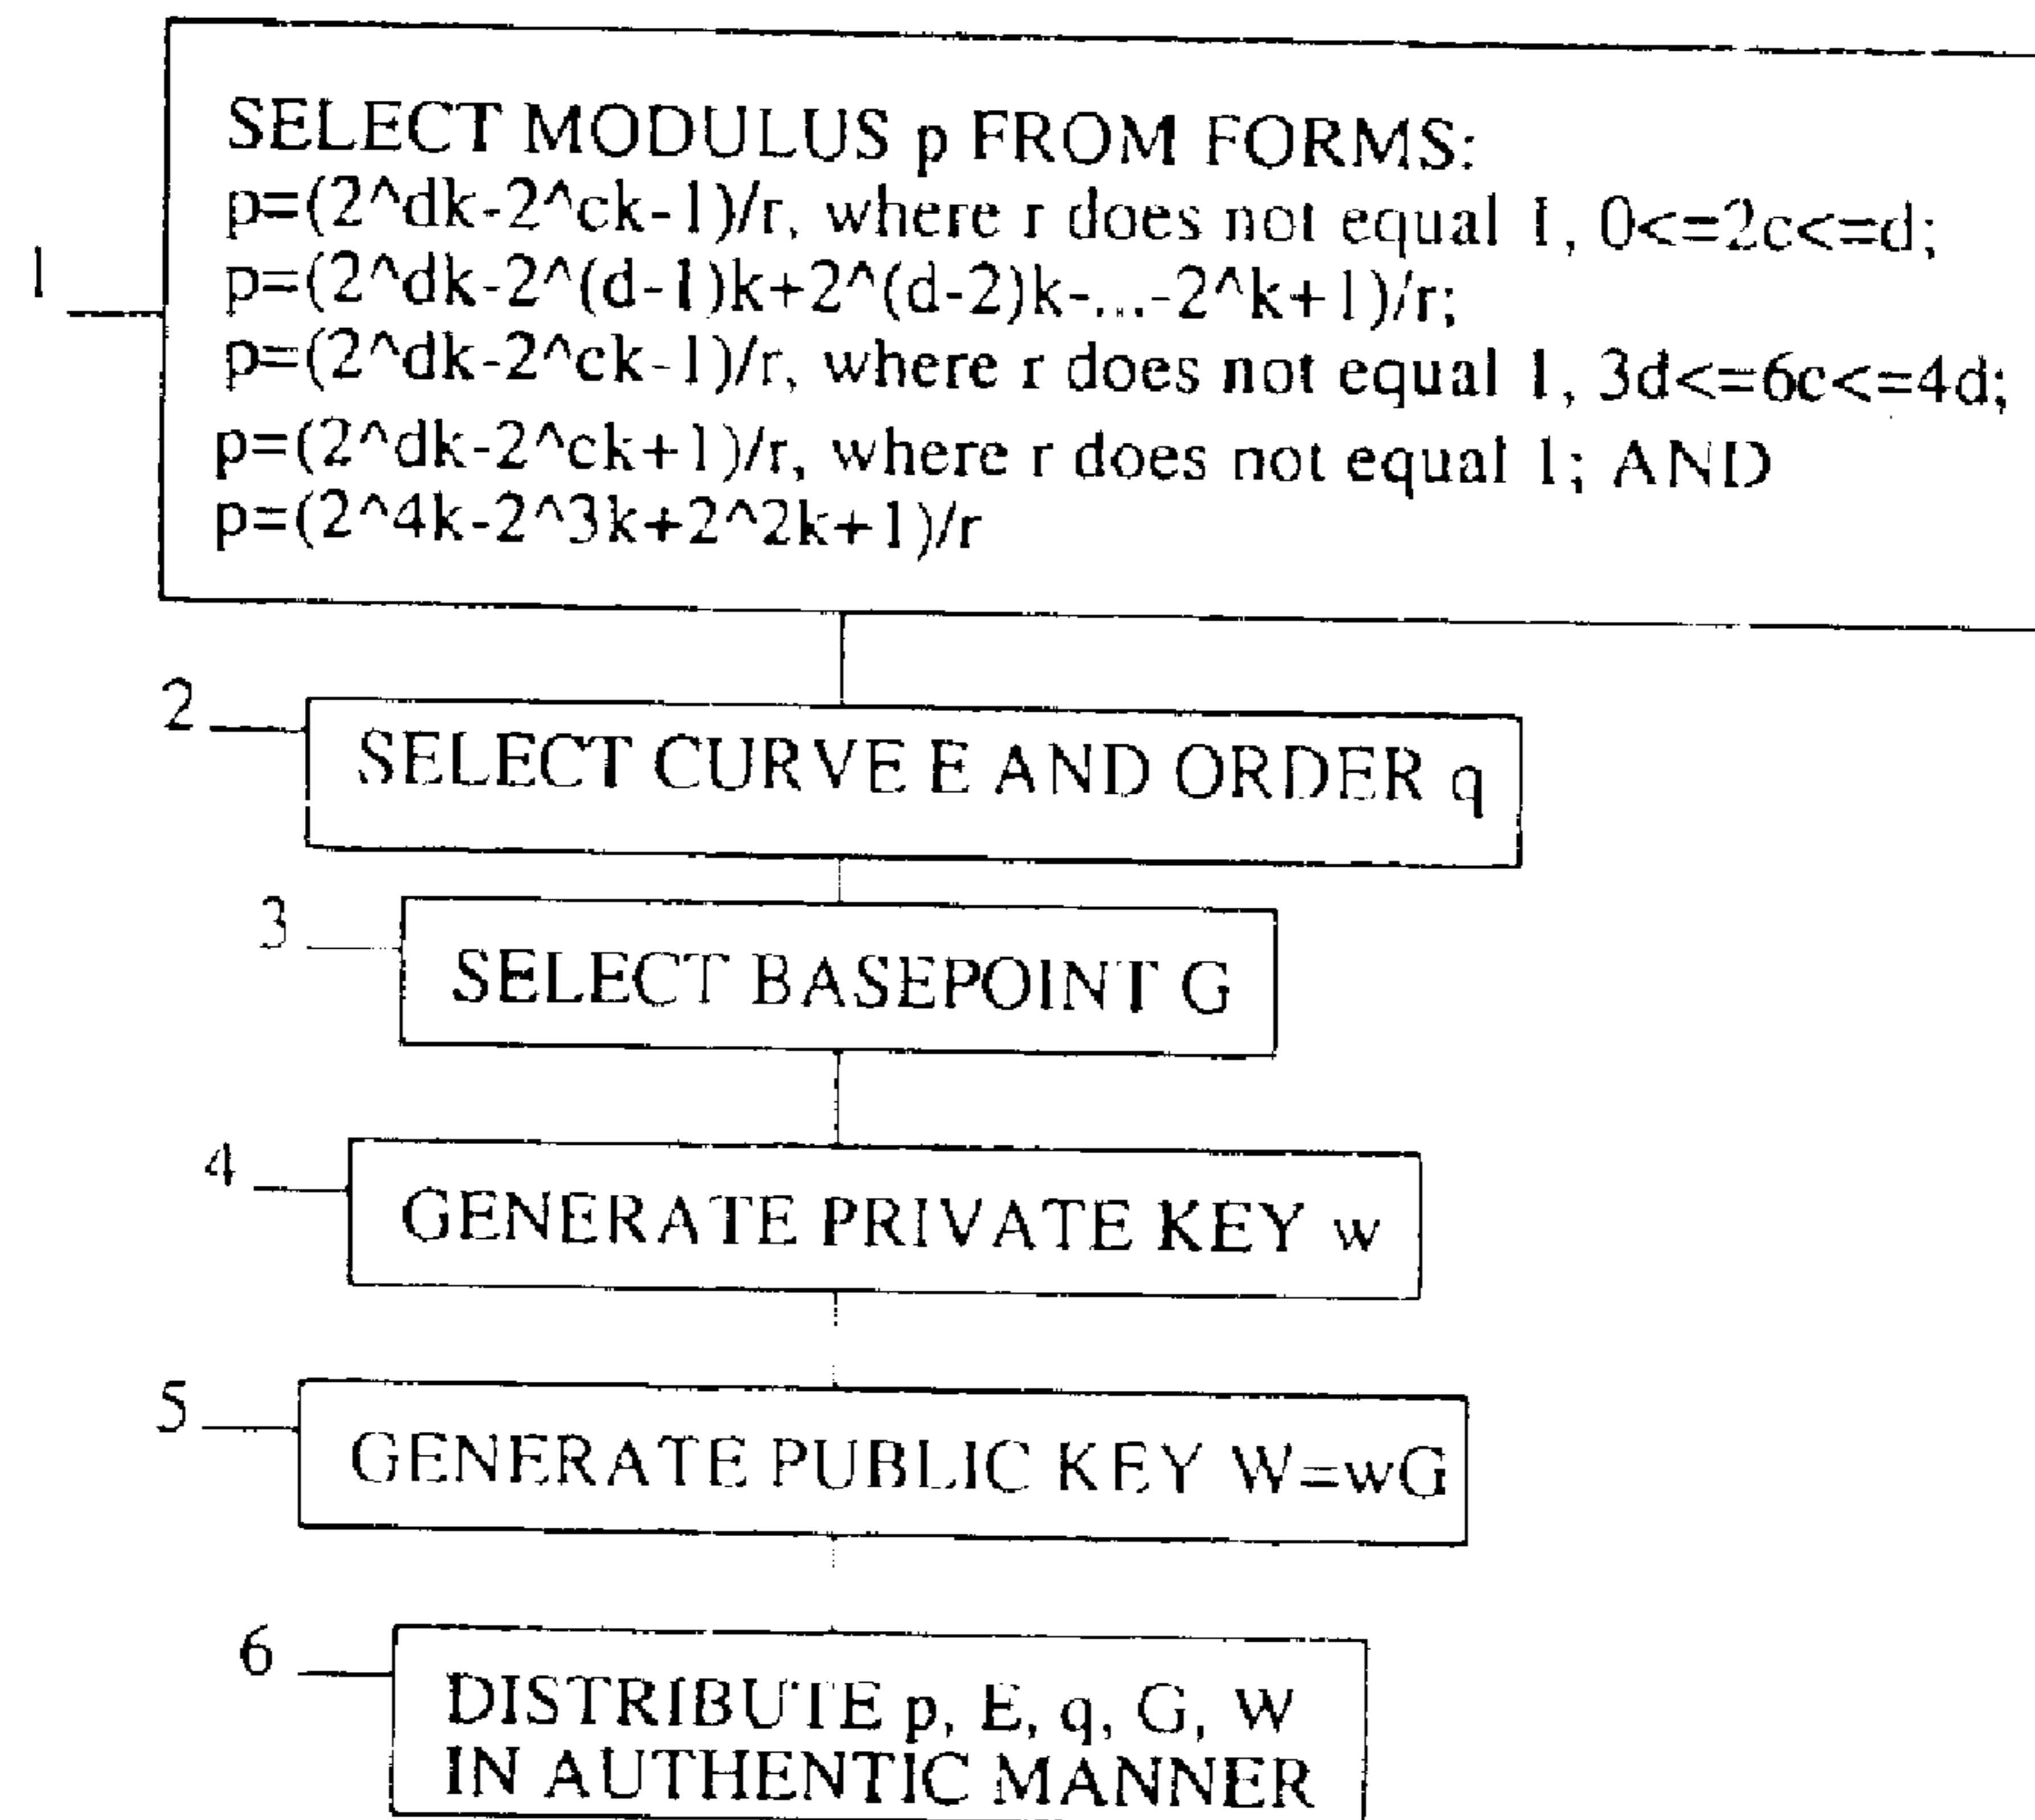 SELECT MODULUS p FROM FORMS:
p=(2^dk-2^ck-1)/r, where r does not equal 1, 0<=2c<=d;
1
p=(2^dk-2^(d-1)k+2^(d-2)k-...-2^k+1)/r;
p=(2^dk-2^ck-1)/r, where r does not equal 1, 3d<=6c<=4d;
p=(2^dk-2^ck+1)/r, where r does not equal 1; AND
p=(2^4k-2^3k+2^2k+1)/r
2
SELECT CURVE E AND ORDER q
3
SELECT BASEPOINT G
4
GENERATE PRIVATE KEY w
5
GENERATE PUBLIC KEY W=wG
6
DISTRIBUTE p, E, q, G, W
IN AUTHENTIC MANNER